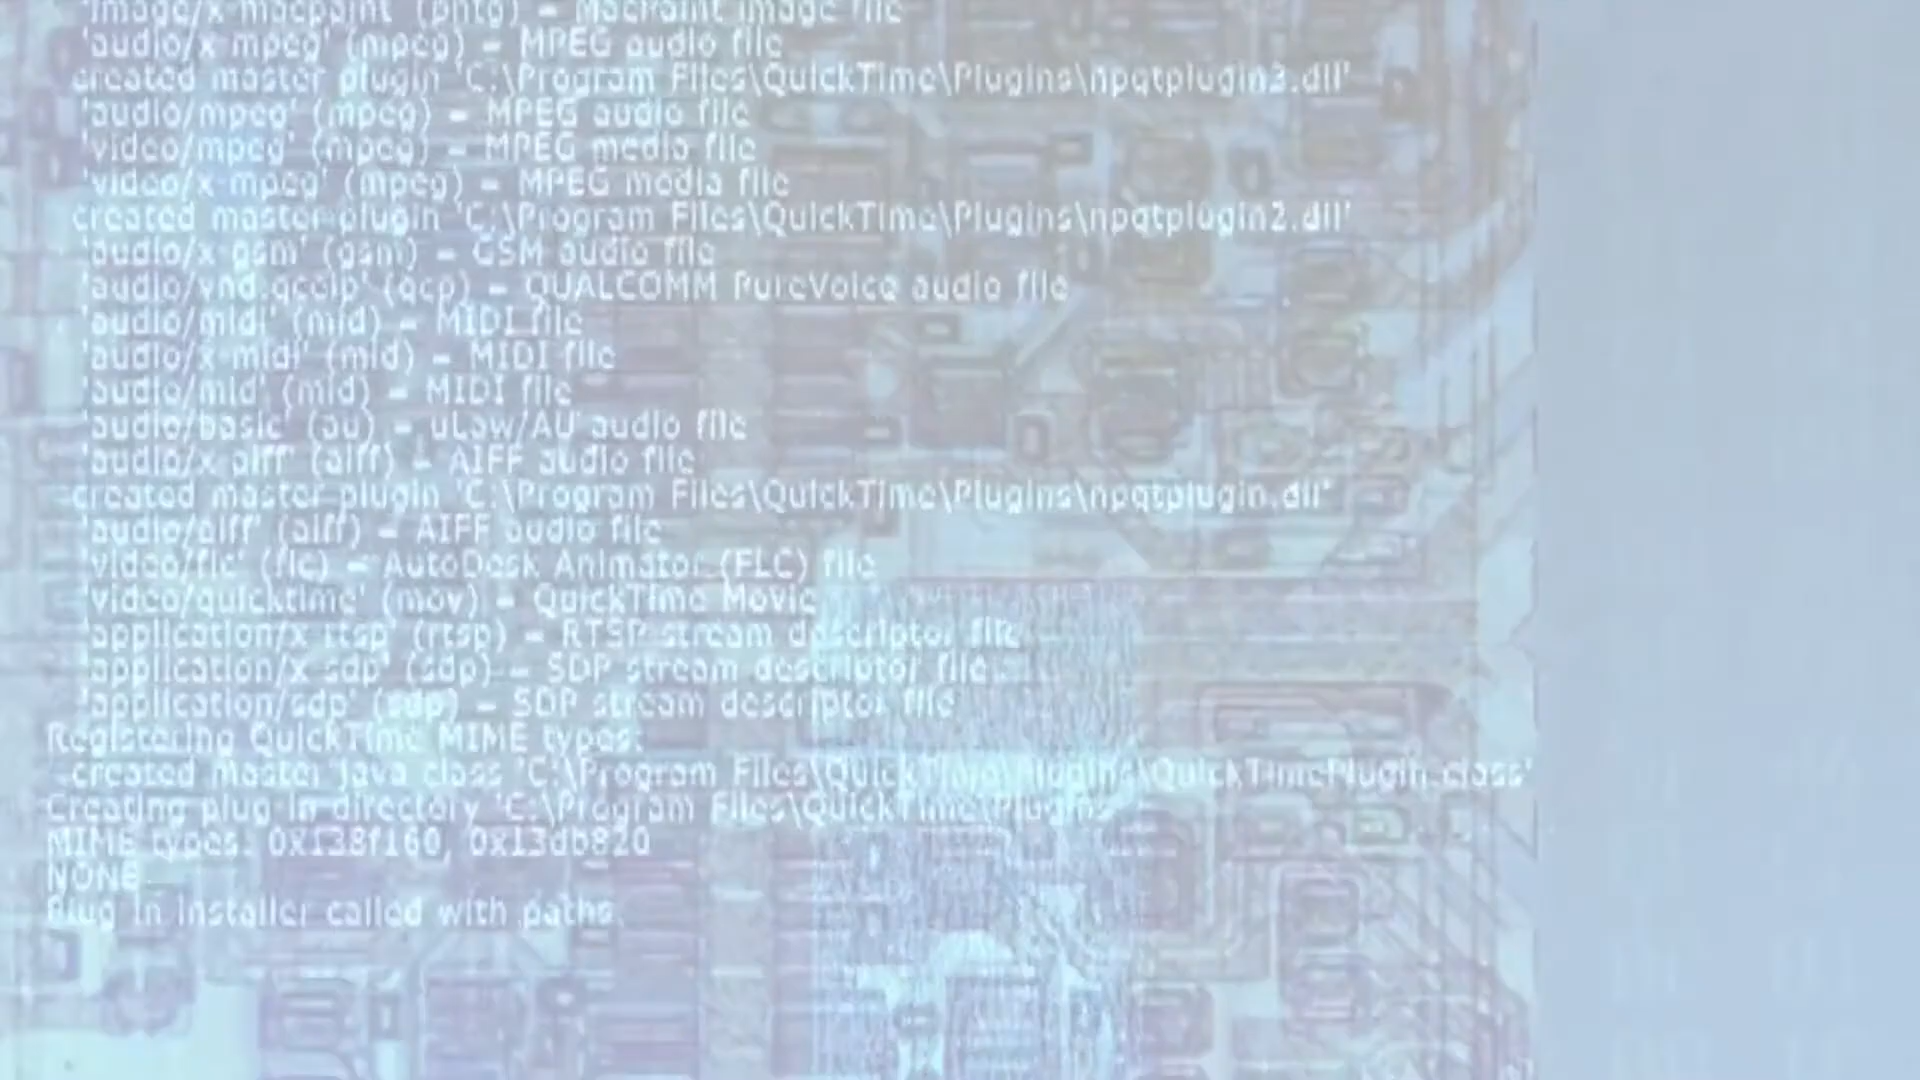 'image/x-macpaint' (pntg) - MacPaint image file
'audio/x-mpeg' (mpeg) - MPEG audio file
created master plugin 'C:\Program Files\QuickTime\Plugins\npqtplugin3.dll'
'audio/mpeg' (mpeg) - MPEG audio file
'video/mpeg' (mpeg) - MPEG media file
'video/x-mpeg' (mpeg) - MPEG media file
created master plugin 'C:\Program Files\QuickTime\Plugins\npqtplugin2.dll'
'audio/x-gsm' (gsm) - GSM audio file
'audio/vnd.qcelp' (qcp) - QUALCOMM PureVoice audio file
'audio/midi' (mid) - MIDI file
'audio/x-midi' (mid) - MIDI file
'audio/mid' (mid) - MIDI file
'audio/basic' (au) - uLaw/AU audio file
'audio/x-aiff' (aiff) - AIFF audio file
created master plugin 'C:\Program Files\QuickTime\Plugins\npqtplugin.dll'
'audio/aiff' (aiff) - AIFF audio file
'video/flc' (flc) - AutoDesk Animator (FLC) file
'video/quicktime' (mov) - QuickTime Movie
'application/x-rtsp' (rtsp) - RTSP stream descriptor file
'application/x-sdp' (sdp) - SDP stream descriptor file
'application/sdp' (sdp) - SDP stream descriptor file
Registering QuickTime MIME types:
created master java class 'C:\Program Files\QuickTime\Plugins\QuickTimePlugin.class'
Creating plug-in directory 'C:\Program Files\QuickTime\Plugins
MIME types: 0x138f160, 0x13db820
NONE
Plug-in installer called with paths: